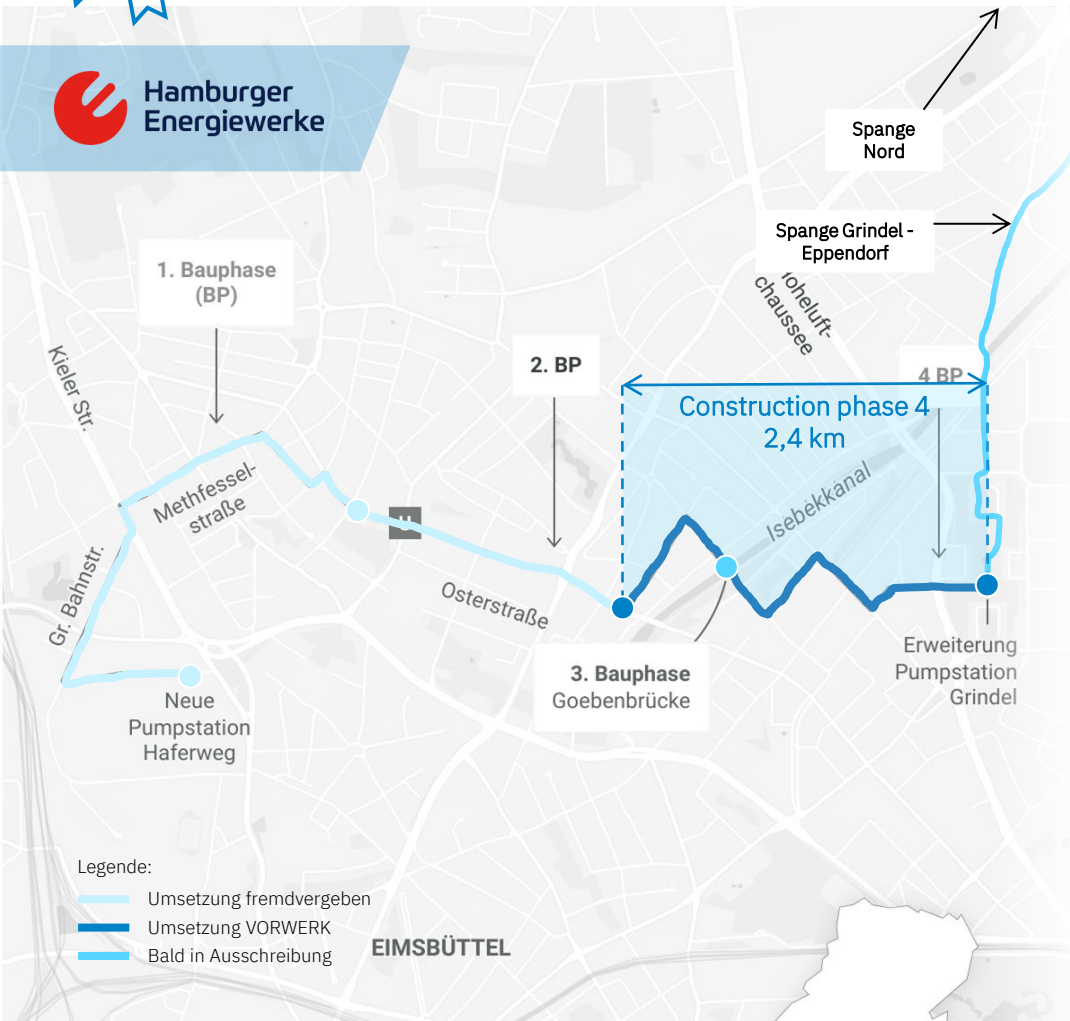 Hamburger
Energiewerke
Spange
Nord
Spange Grindel -
Eppendorf
Hoheluft-
chaussee
1. Bauphase
(BP)
Kieler Str.
2. BP
4 BP
Construction phase 4
2,4 km
Methfessel-
straße
U
Isebekkanal
Gr. Bahnstr.
Osterstraße
3. Bauphase
Goebenbrücke
Erweiterung
Pumpstation
Grindel
Neue
Pumpstation
Haferweg
Legende:
Umsetzung fremdvergeben
Umsetzung VORWERK
Bald in Ausschreibung
EIMSBÜTTEL